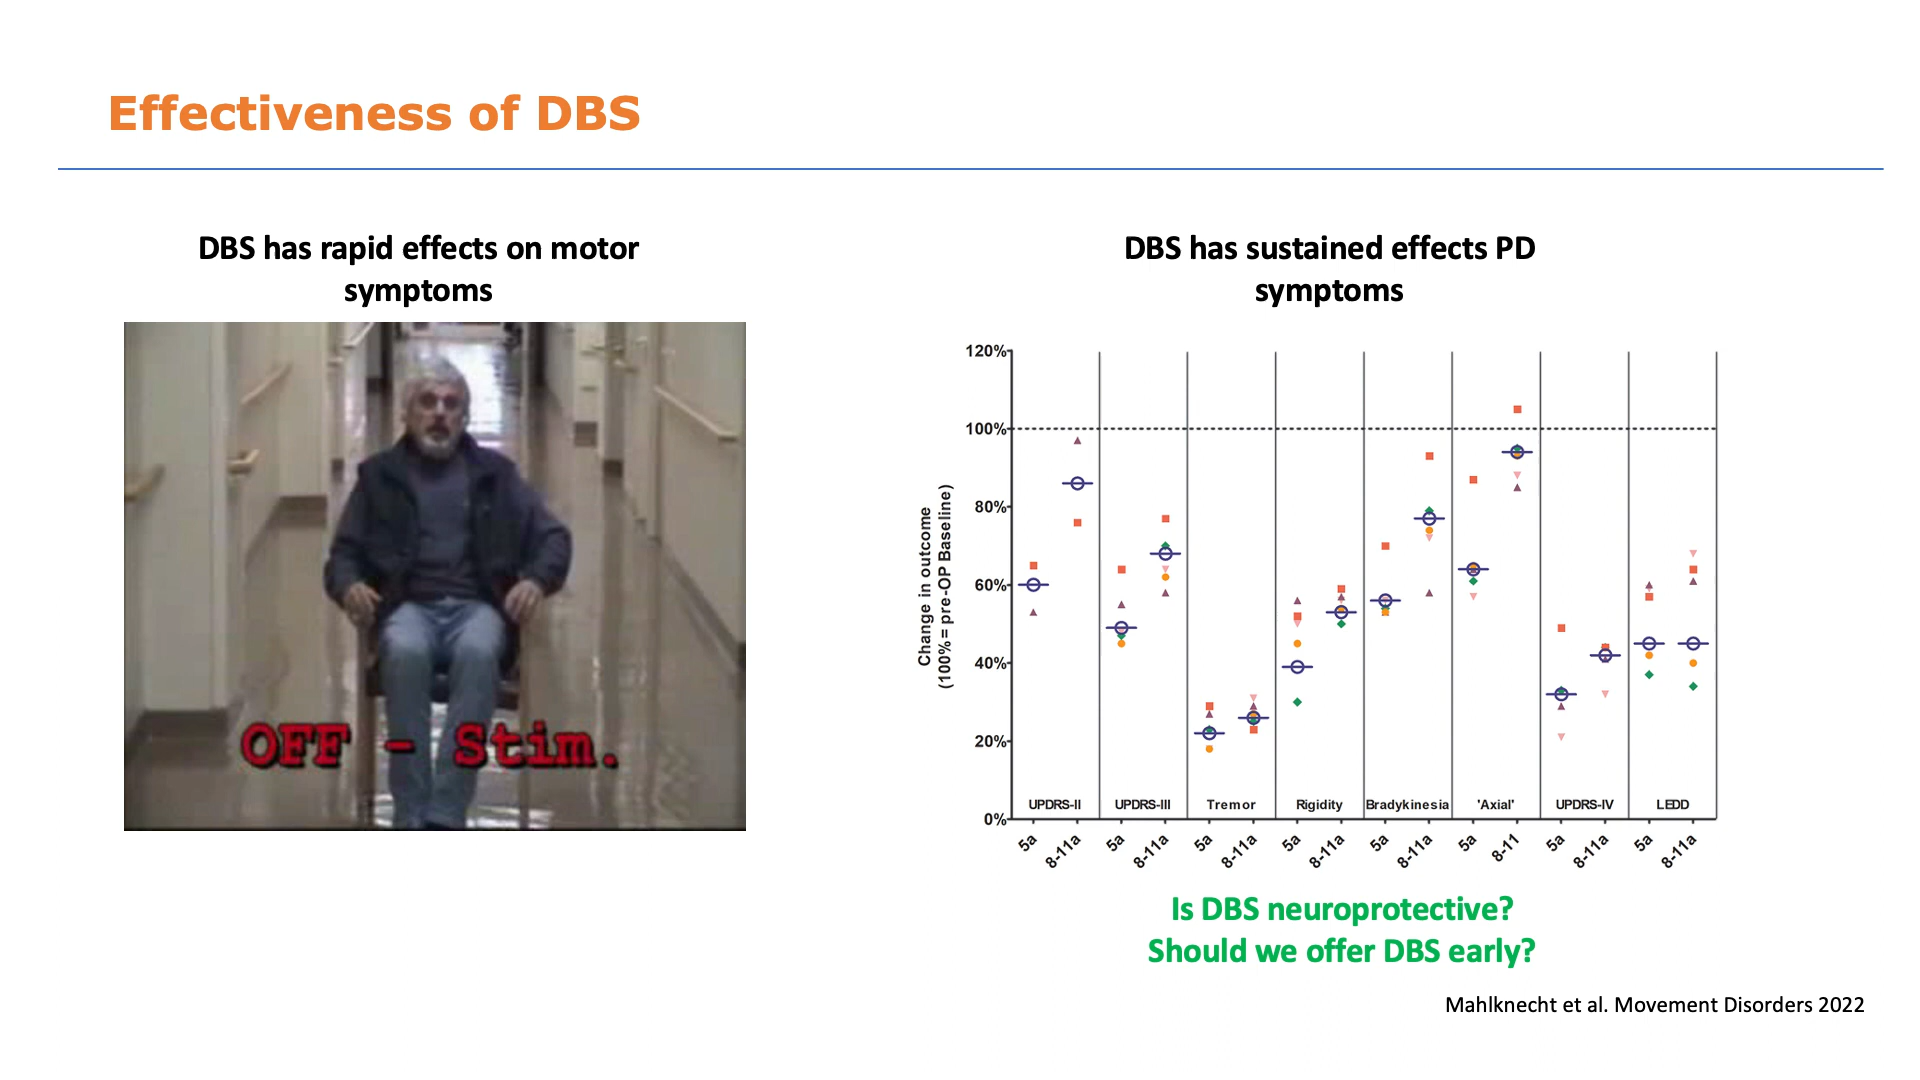 Effectiveness of DBS
DBS has rapid effects on motor
symptoms
OFF - Stim.
DBS has sustained effects PD
symptoms
Change in outcome
(100% = pre-OP Baseline)
120%
100%
80%
60%
40%
20%
0%
UPDRS-II
UPDRS-III
Tremor
Rigidity
Bradykinesia
'Axial'
UPDRS-IV
LEDD
5a
8-11a
5a
8-11a
5a
8-11a
5a
8-11a
5a
8-11a
5a
8-11
5a
8-11a
5a
8-11a
Is DBS neuroprotective?
Should we offer DBS early?
Mahlknecht et al. Movement Disorders 2022